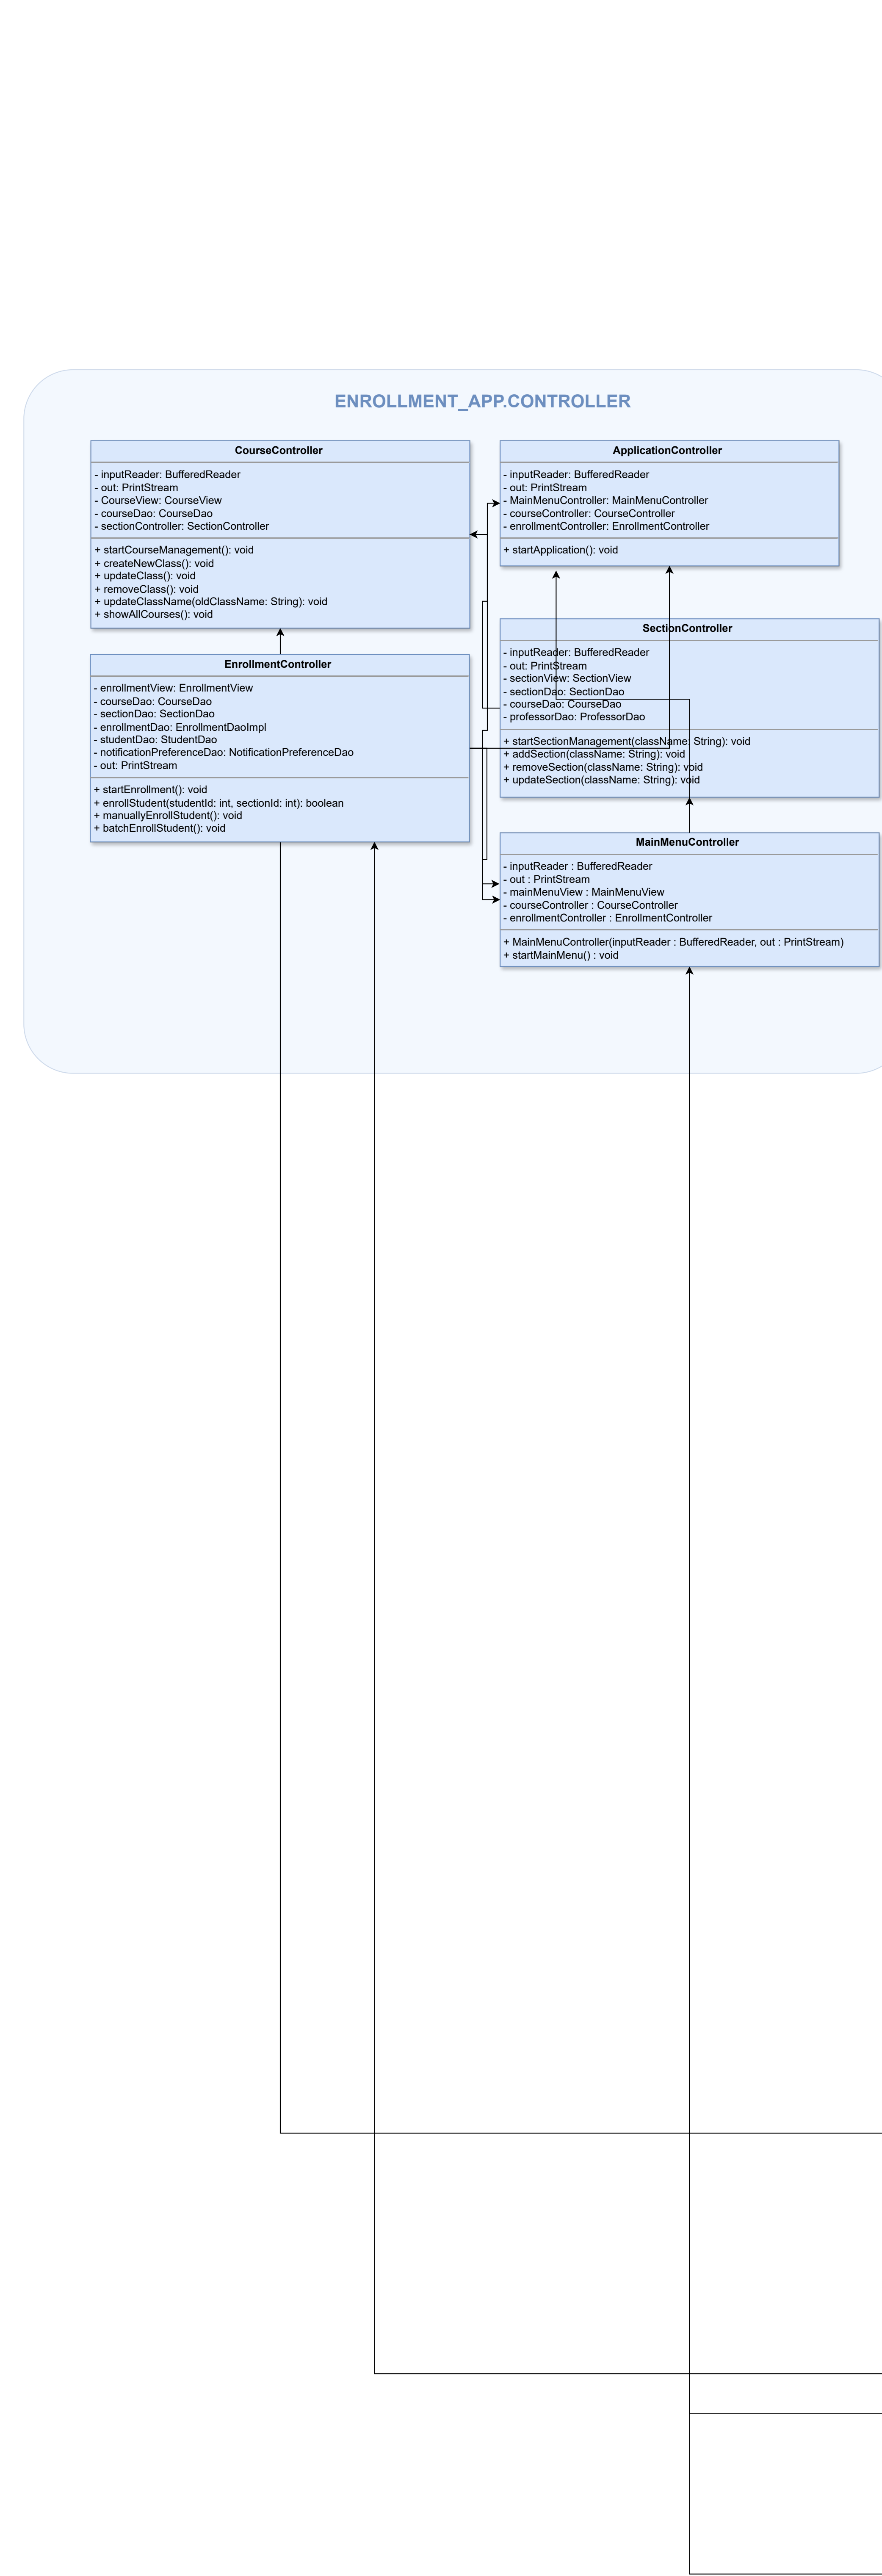 ENROLLMENT_APP.CONTROLLER
CourseController
- inputReader: BufferedReader
- out: PrintStream
- CourseView: CourseView
- courseDao: CourseDao
- sectionController: SectionController
+ startCourseManagement(): void
+ createNewClass(): void
+ updateClass(): void
+ removeClass(): void
+ updateClassName(oldClassName: String): void
+ showAllCourses(): void
ApplicationController
- inputReader: BufferedReader
- out: PrintStream
- MainMenuController: MainMenuController
- courseController: CourseController
- enrollmentController: EnrollmentController
+ startApplication(): void
EnrollmentController
- enrollmentView: EnrollmentView
- courseDao: CourseDao
- sectionDao: SectionDao
- enrollmentDao: EnrollmentDaoImpl
- studentDao: StudentDao
- notificationPreferenceDao: NotificationPreferenceDao
- out: PrintStream
+ startEnrollment(): void
+ enrollStudent(studentId: int, sectionId: int): boolean
+ manuallyEnrollStudent(): void
+ batchEnrollStudent(): void
SectionController
- inputReader: BufferedReader
- out: PrintStream
- sectionView: SectionView
- sectionDao: SectionDao
- courseDao: CourseDao
- professorDao: ProfessorDao
+ startSectionManagement(className: String): void
+ addSection(className: String): void
+ removeSection(className: String): void
+ updateSection(className: String): void
MainMenuController
- inputReader : BufferedReader
- out : PrintStream
- mainMenuView : MainMenuView
- courseController : CourseController
- enrollmentController : EnrollmentController
+ MainMenuController(inputReader : BufferedReader, out : PrintStream)
+ startMainMenu() : void